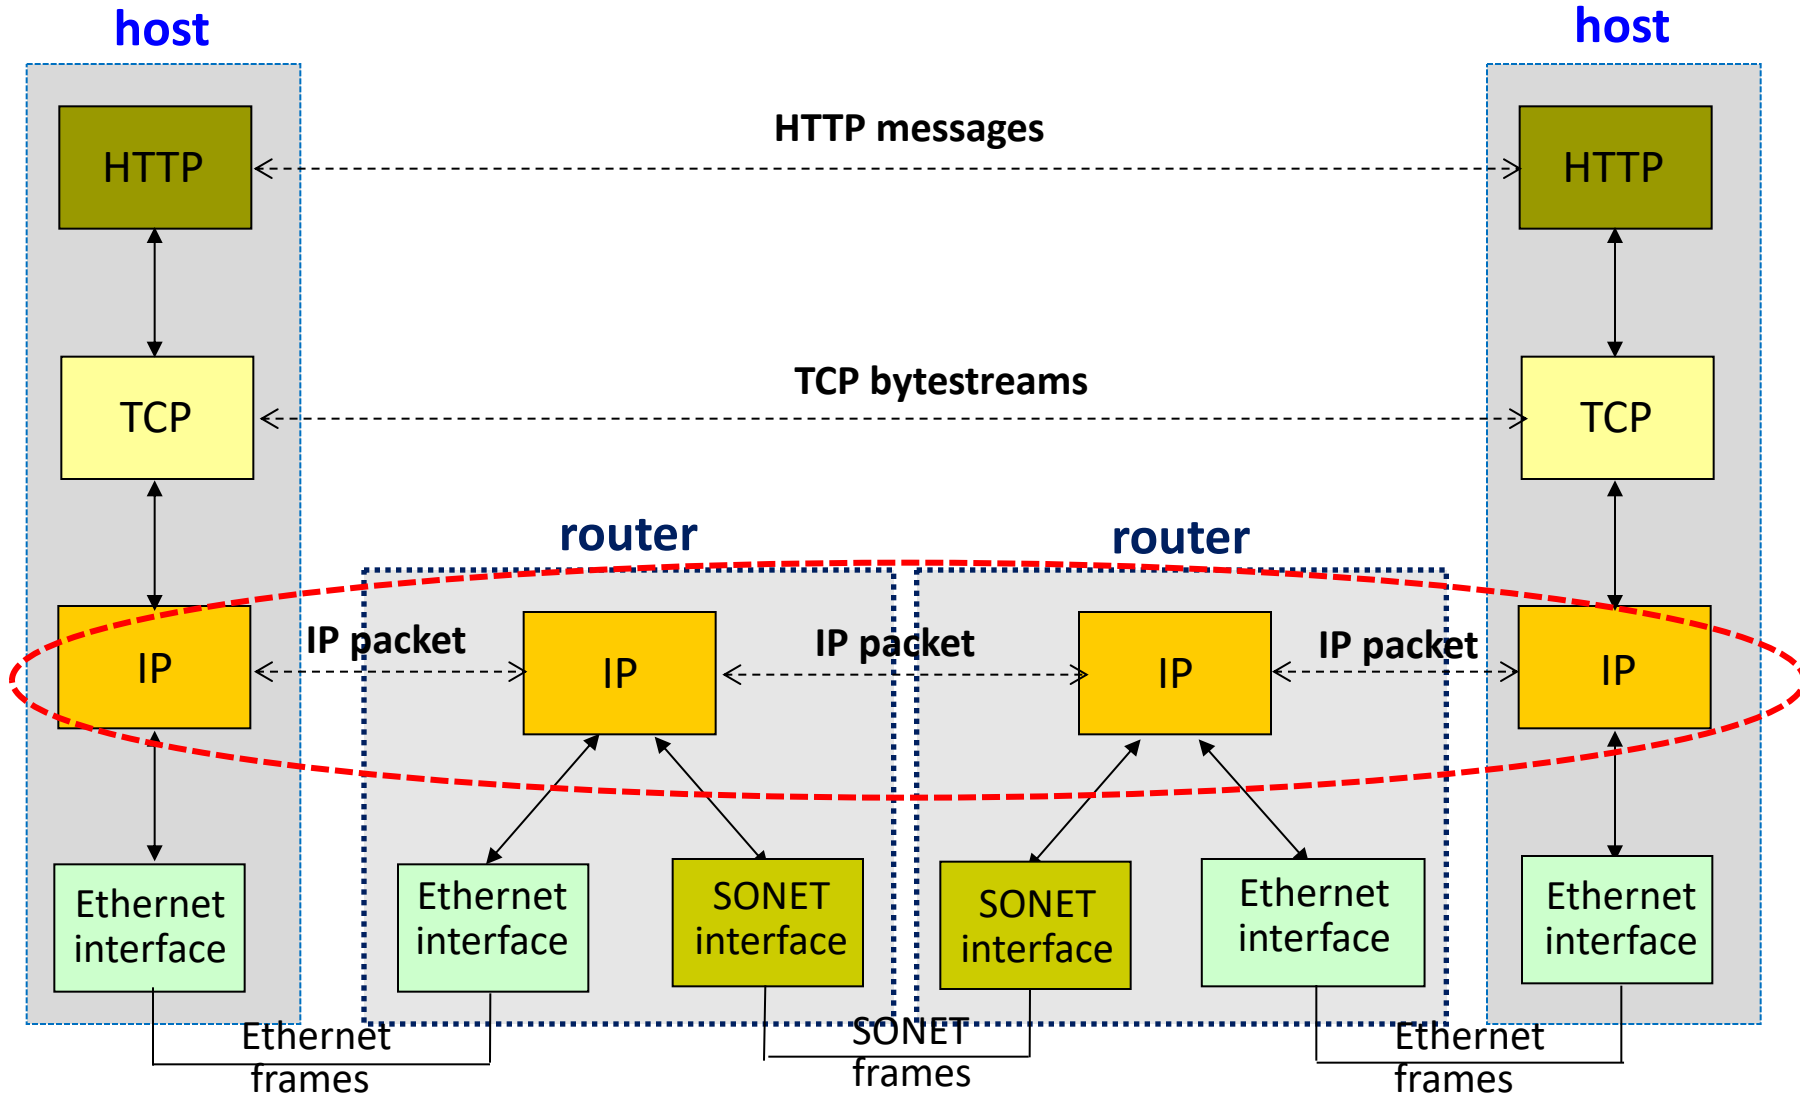 host
host
HTTP
HTTP messages
HTTP
TCP
TCP bytestreams
TCP
router
router
IP
IP packet
IP
IP packet
IP
IP packet
IP
Ethernet
interface
Ethernet
interface
SONET
interface
SONET
interface
Ethernet
interface
Ethernet
interface
Ethernet
frames
SONET
frames
Ethernet
frames